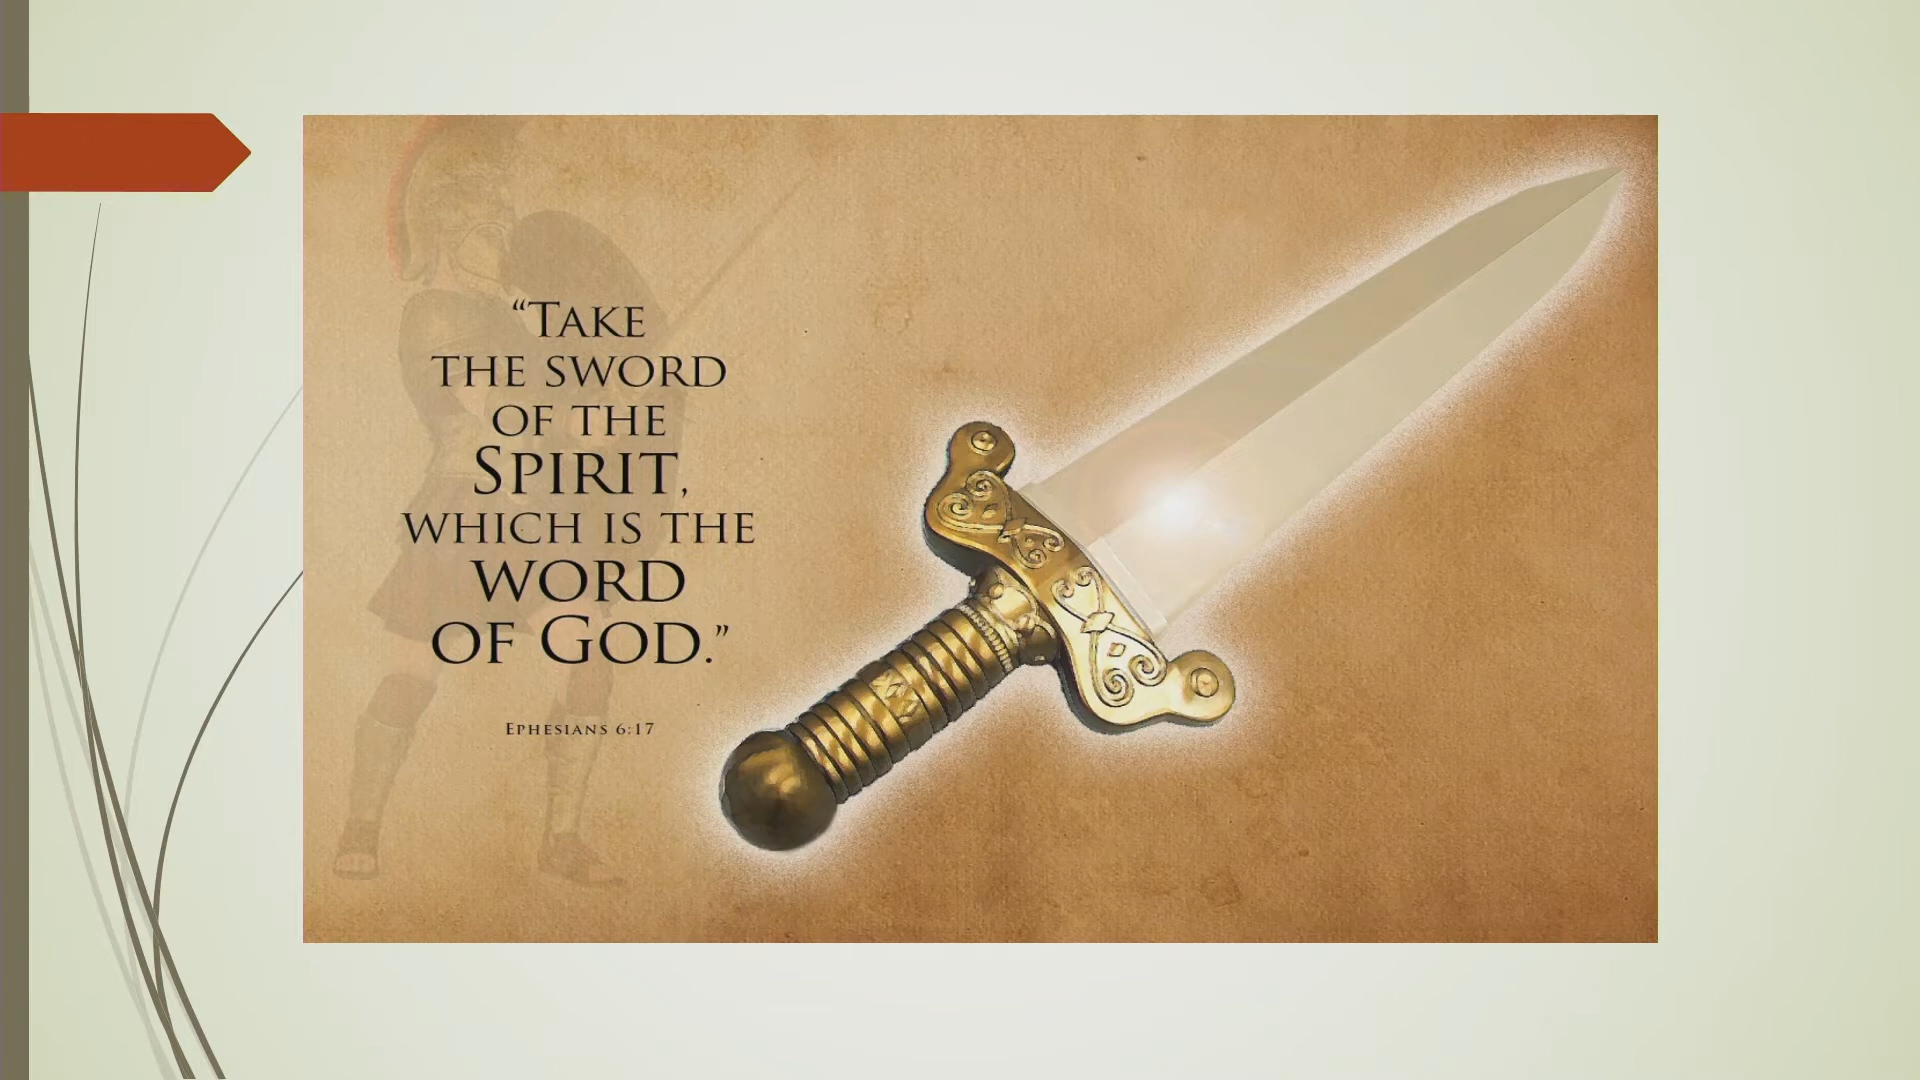 “Take
the sword
of the
Spirit,
which is the
word
of God.”
Ephesians 6:17